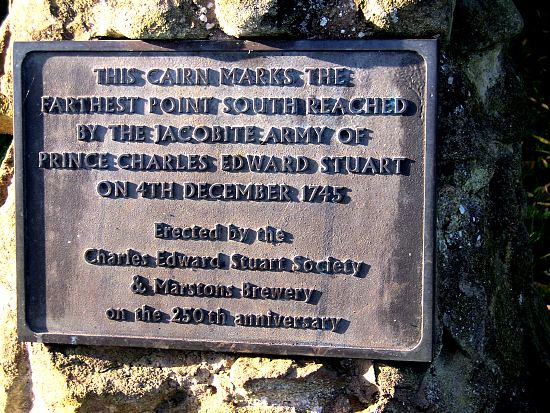 THIS CAIRN MARKS THE
FARTHEST POINT SOUTH REACHED
BY THE JACOBITE ARMY OF
PRINCE CHARLES EDWARD STUART
ON 4TH DECEMBER 1745
Erected by the
Charles Edward Stuart Society
& Marstons Brewery
on the 250th anniversary